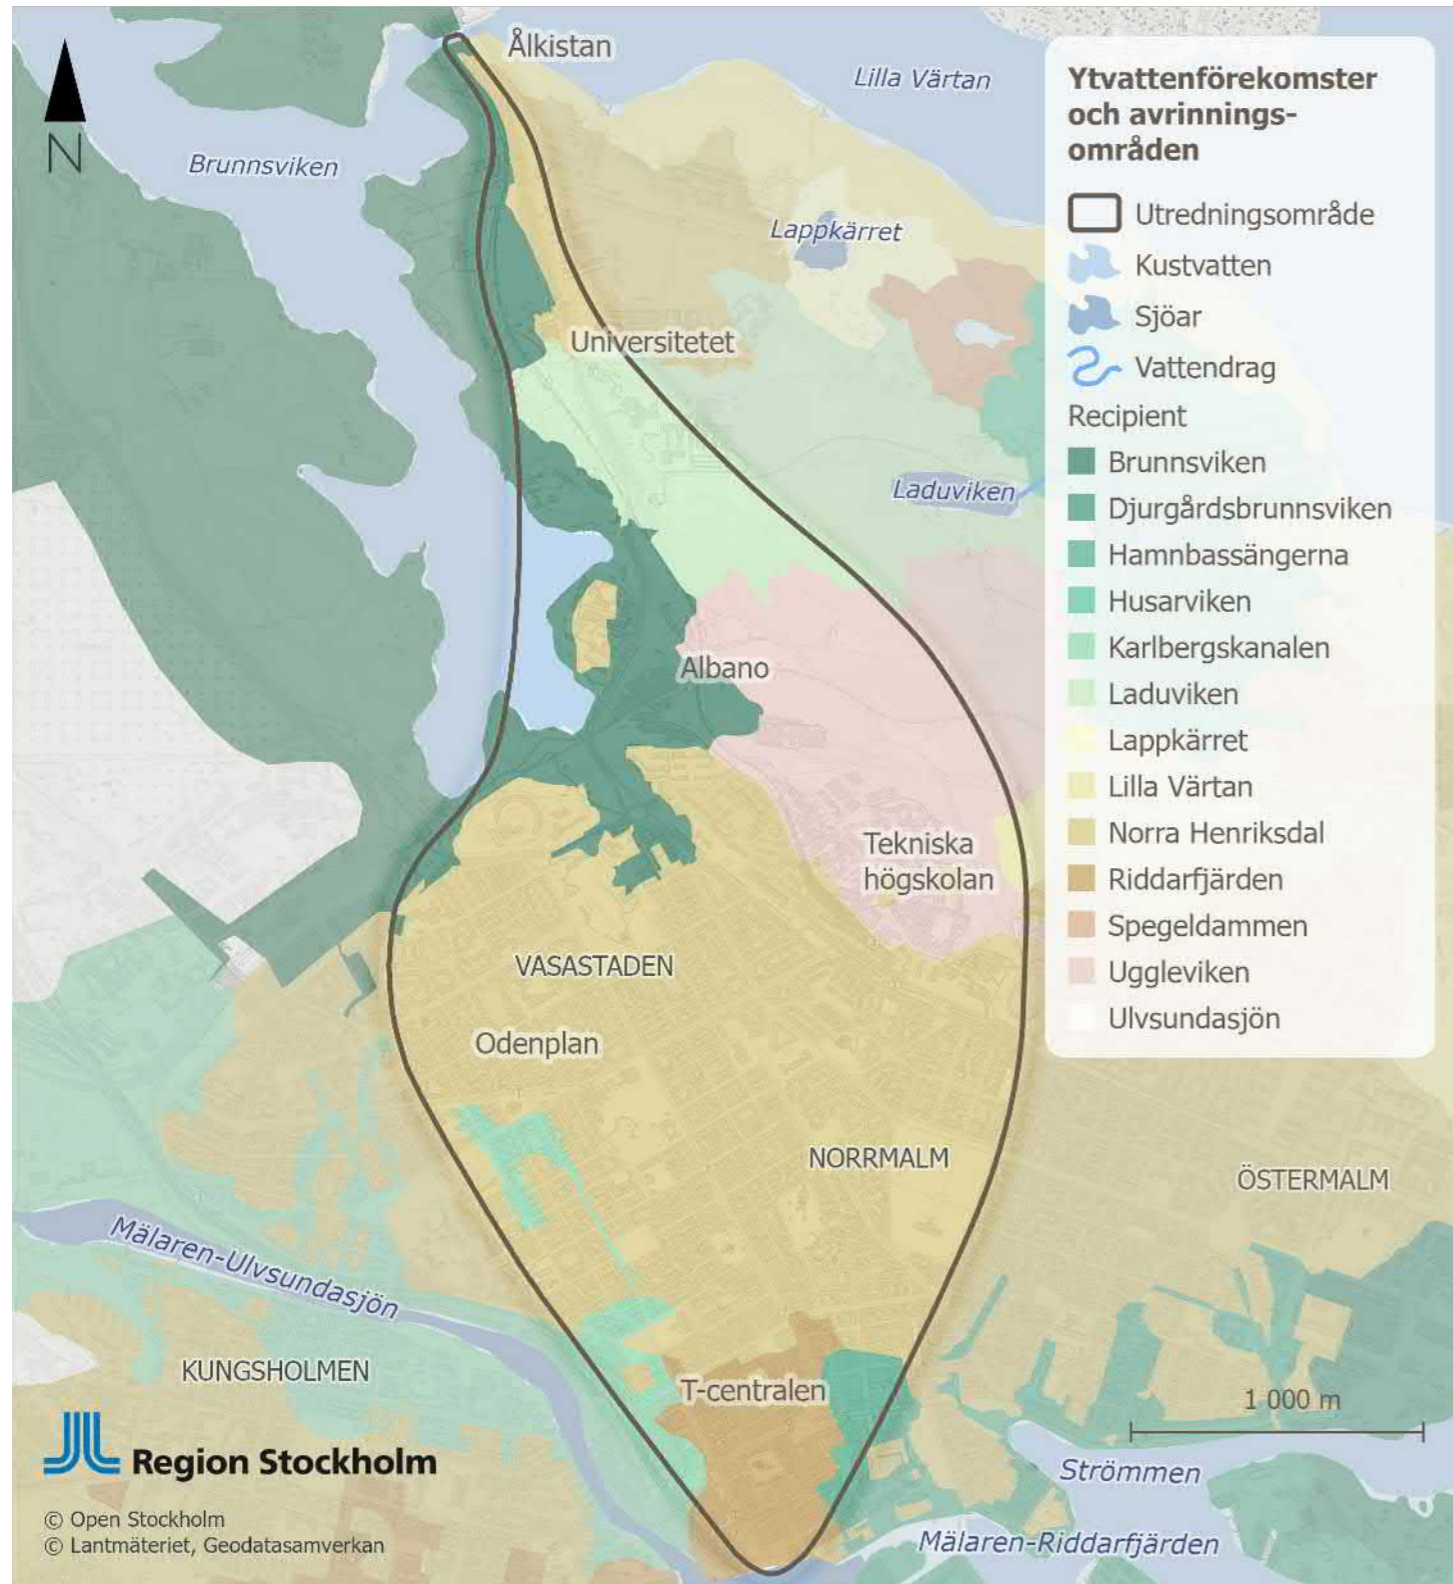 Ålkistan
Lilla Värtan
Brunnsviken
N
Lappkärret
Universitetet
Laduviken
Albano
Tekniska
högskolan
VASASTADEN
Odenplan
NORRMALM
ÖSTERMALM
Mälaren-Ulvsundasjön
KUNGSHOLMEN
T-centralen
1 000 m
Strömmen
Mälaren-Riddarfjärden
Region Stockholm
© Open Stockholm
© Lantmäteriet, Geodatasamverkan
Ytvattenförekomster
och avrinnings-
områden
Utredningsområde
Kustvatten
Sjöar
Vattendrag
Recipient
Brunnsviken
Djurgårdsbrunnsviken
Hamnbassängerna
Husarviken
Karlbergskanalen
Laduviken
Lappkärret
Lilla Värtan
Norra Henriksdal
Riddarfjärden
Spegeldammen
Uggleviken
Ulvsundasjön